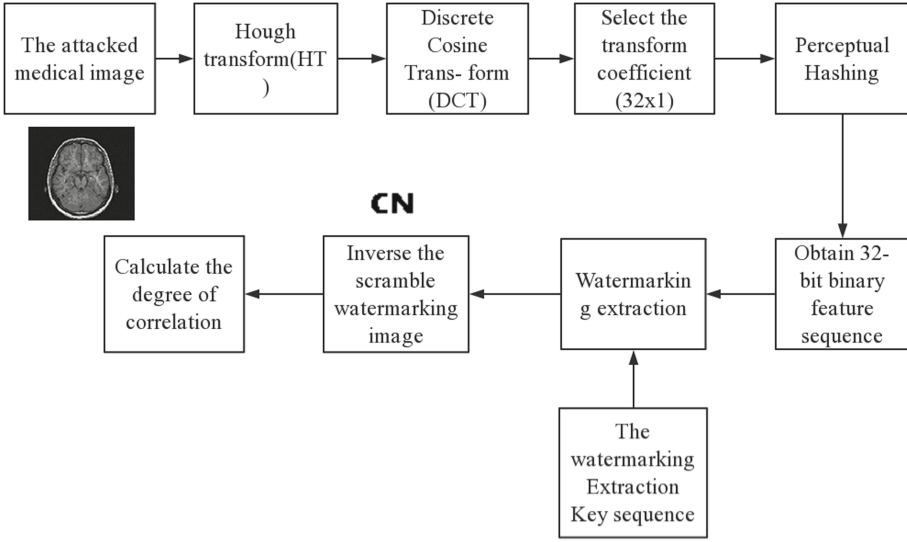 The attacked
medical image
Hough
transform(HT
)
Discrete
Cosine
Trans- form
(DCT)
Select the
transform
coefficient
(32x1)
Perceptual
Hashing
CN
Calculate the
degree of
correlation
Inverse the
scramble
watermarking
image
Watermarkin
g extraction
Obtain 32-
bit binary
feature
sequence
The
watermarking
Extraction
Key sequence